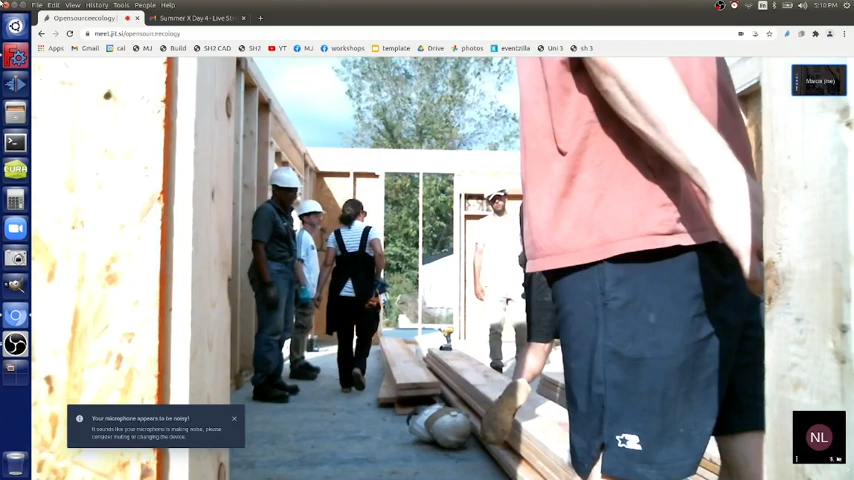 File Edit View History Tools People Help
En
5:10 PM
Opensourceecology
Summer X Day 4 - Live St
meet.jit.si/opensourceecology
Apps Gmail cal MJ Build SH2 CAD SH2 YT MJ workshops template Drive photos eventzilla Uni 3 sh 3
Marcin (me)
CURA
Your microphone appears to be noisy!
It sounds like your microphone is making noise, please
consider muting or changing the device.
NL